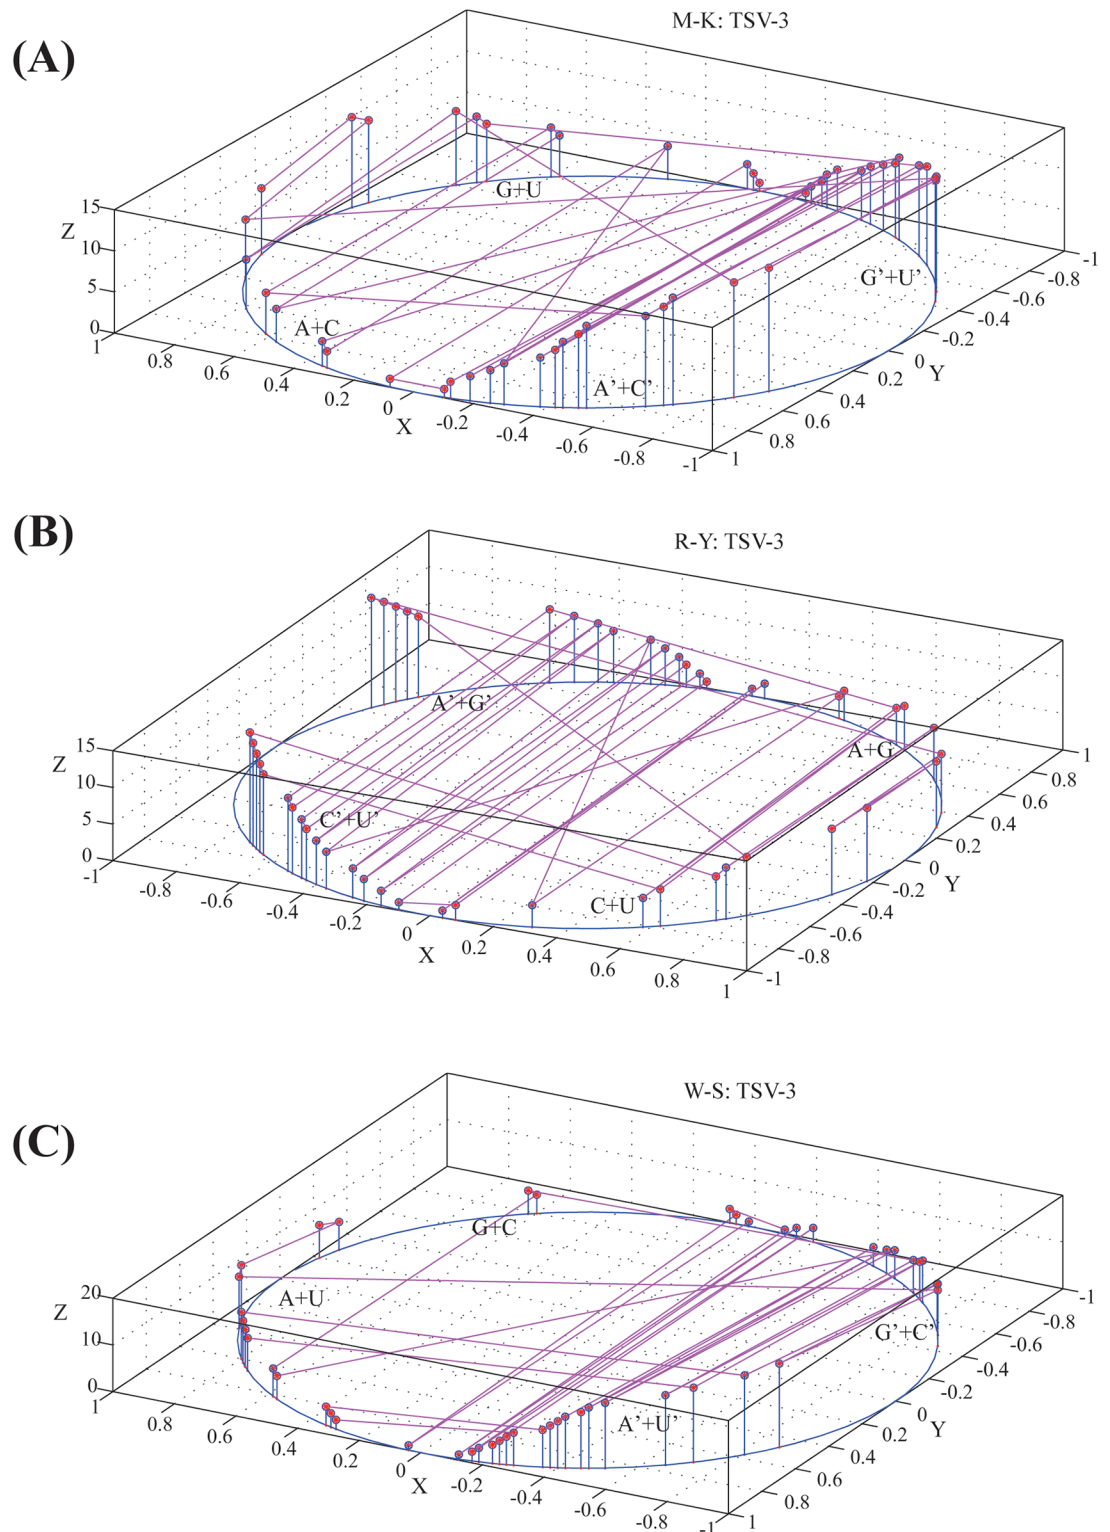 M-K: TSV-3
(A)
G+U
15
Z
10
5
0
1
0.8
0.6
0.4
0.2
0
X
-0.2
-0.4
-0.6
-0.8
-1
1
0.8
0.6
0.4
0.2
0
Y
-0.2
-0.4
-0.6
-0.8
-1
A+C
A’+C’
G’+U’
(B)
R-Y: TSV-3
A’+G’
15
Z
10
5
0
-1
-0.8
-0.6
-0.4
-0.2
0
X
0.2
0.4
0.6
0.8
1
-1
-0.8
-0.6
-0.4
-0.2
0
Y
0.2
0.4
0.6
0.8
1
A+G
C’+U’
C+U
W-S: TSV-3
(C)
G+C
A+U
20
Z
10
0
1
0.8
0.6
0.4
0.2
0
X
-0.2
-0.4
-0.6
-0.8
-1
1
0.8
0.6
0.4
0.2
0
Y
-0.2
-0.4
-0.6
-0.8
-1
G’+C’
A’+U’